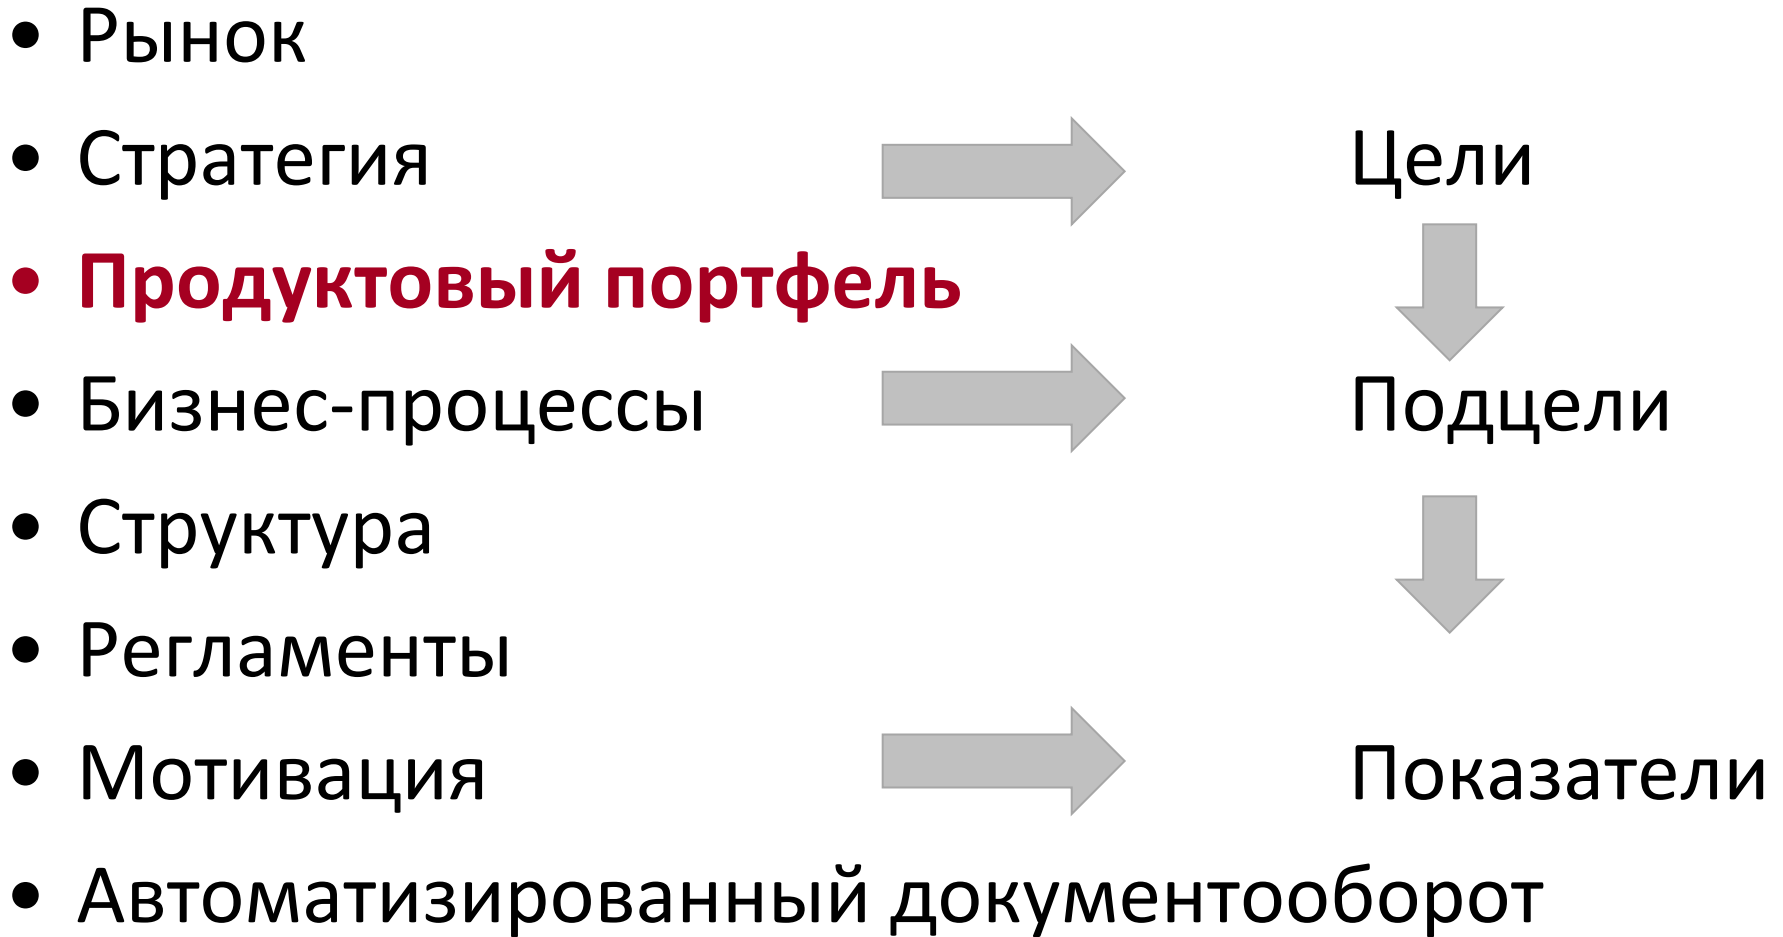 • Рынок
• Стратегия
Цели
• Продуктовый портфель
• Бизнес-процессы
Подцели
• Структура
• Регламенты
• Мотивация
Показатели
• Автоматизированный документооборот